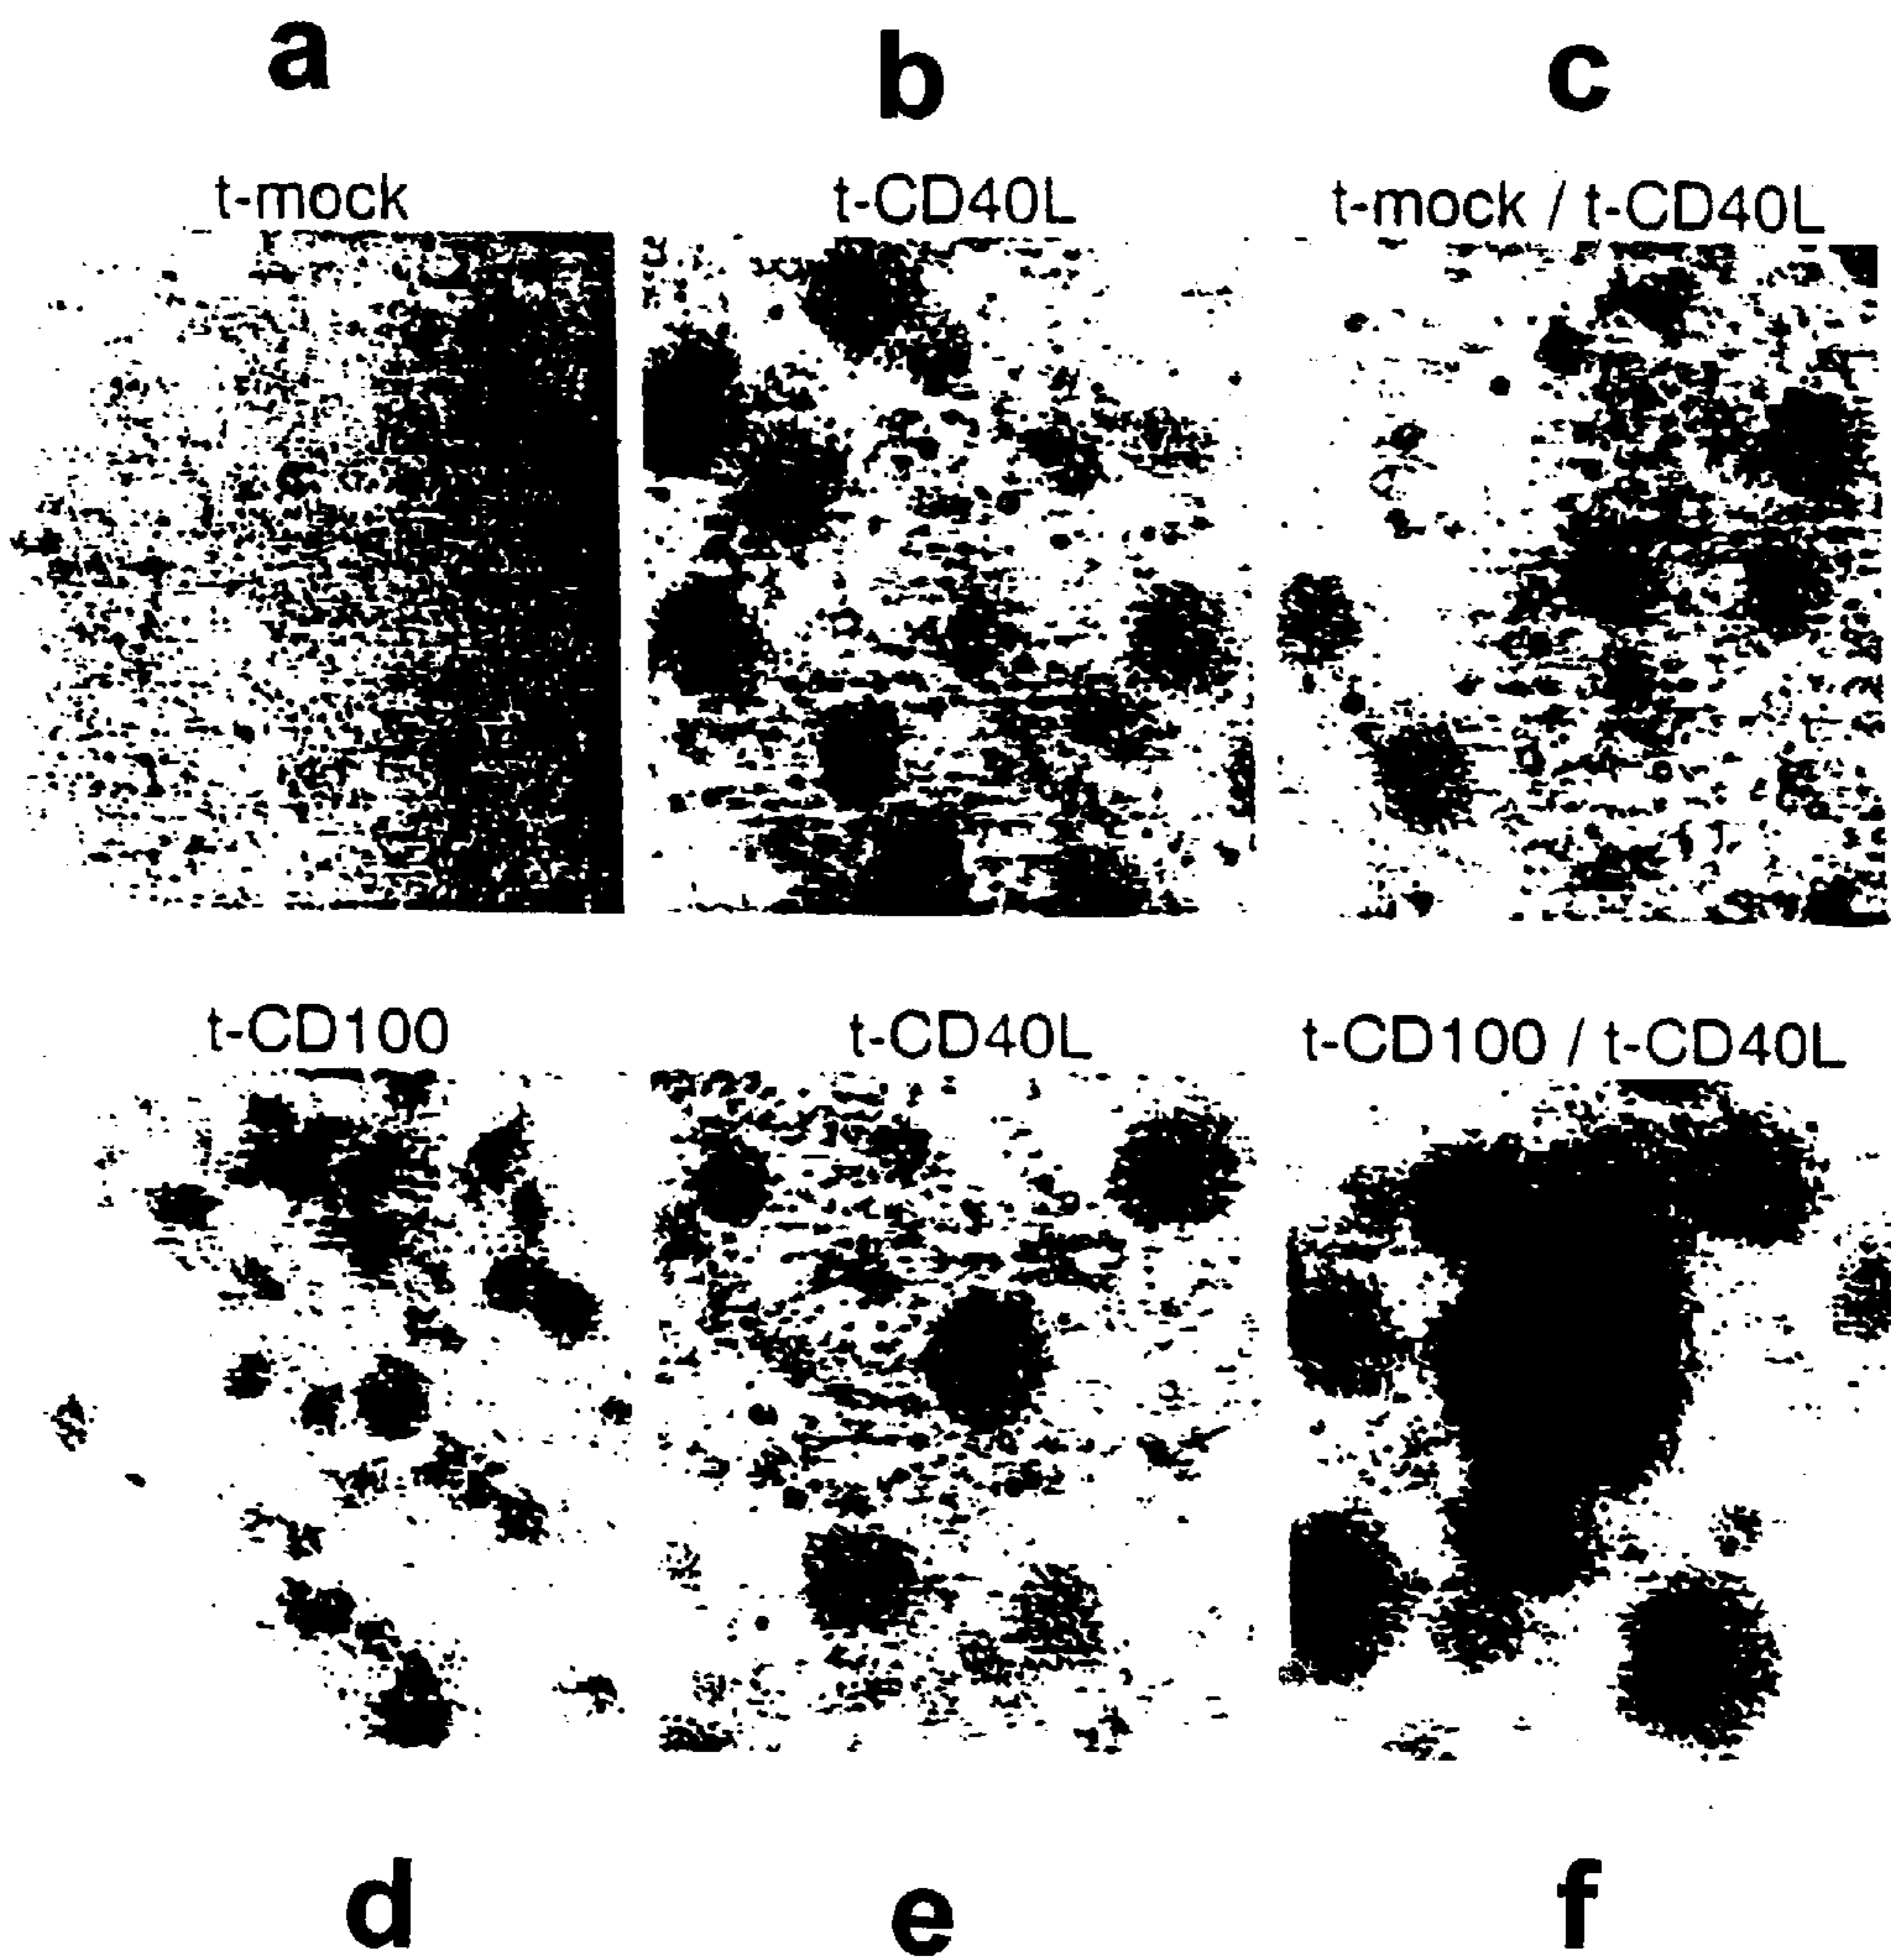 a b c
t-mock t-CD40L t-mock / t-CD40L
t-CD100 t-CD40L t-CD100 / t-CD40L
d e f